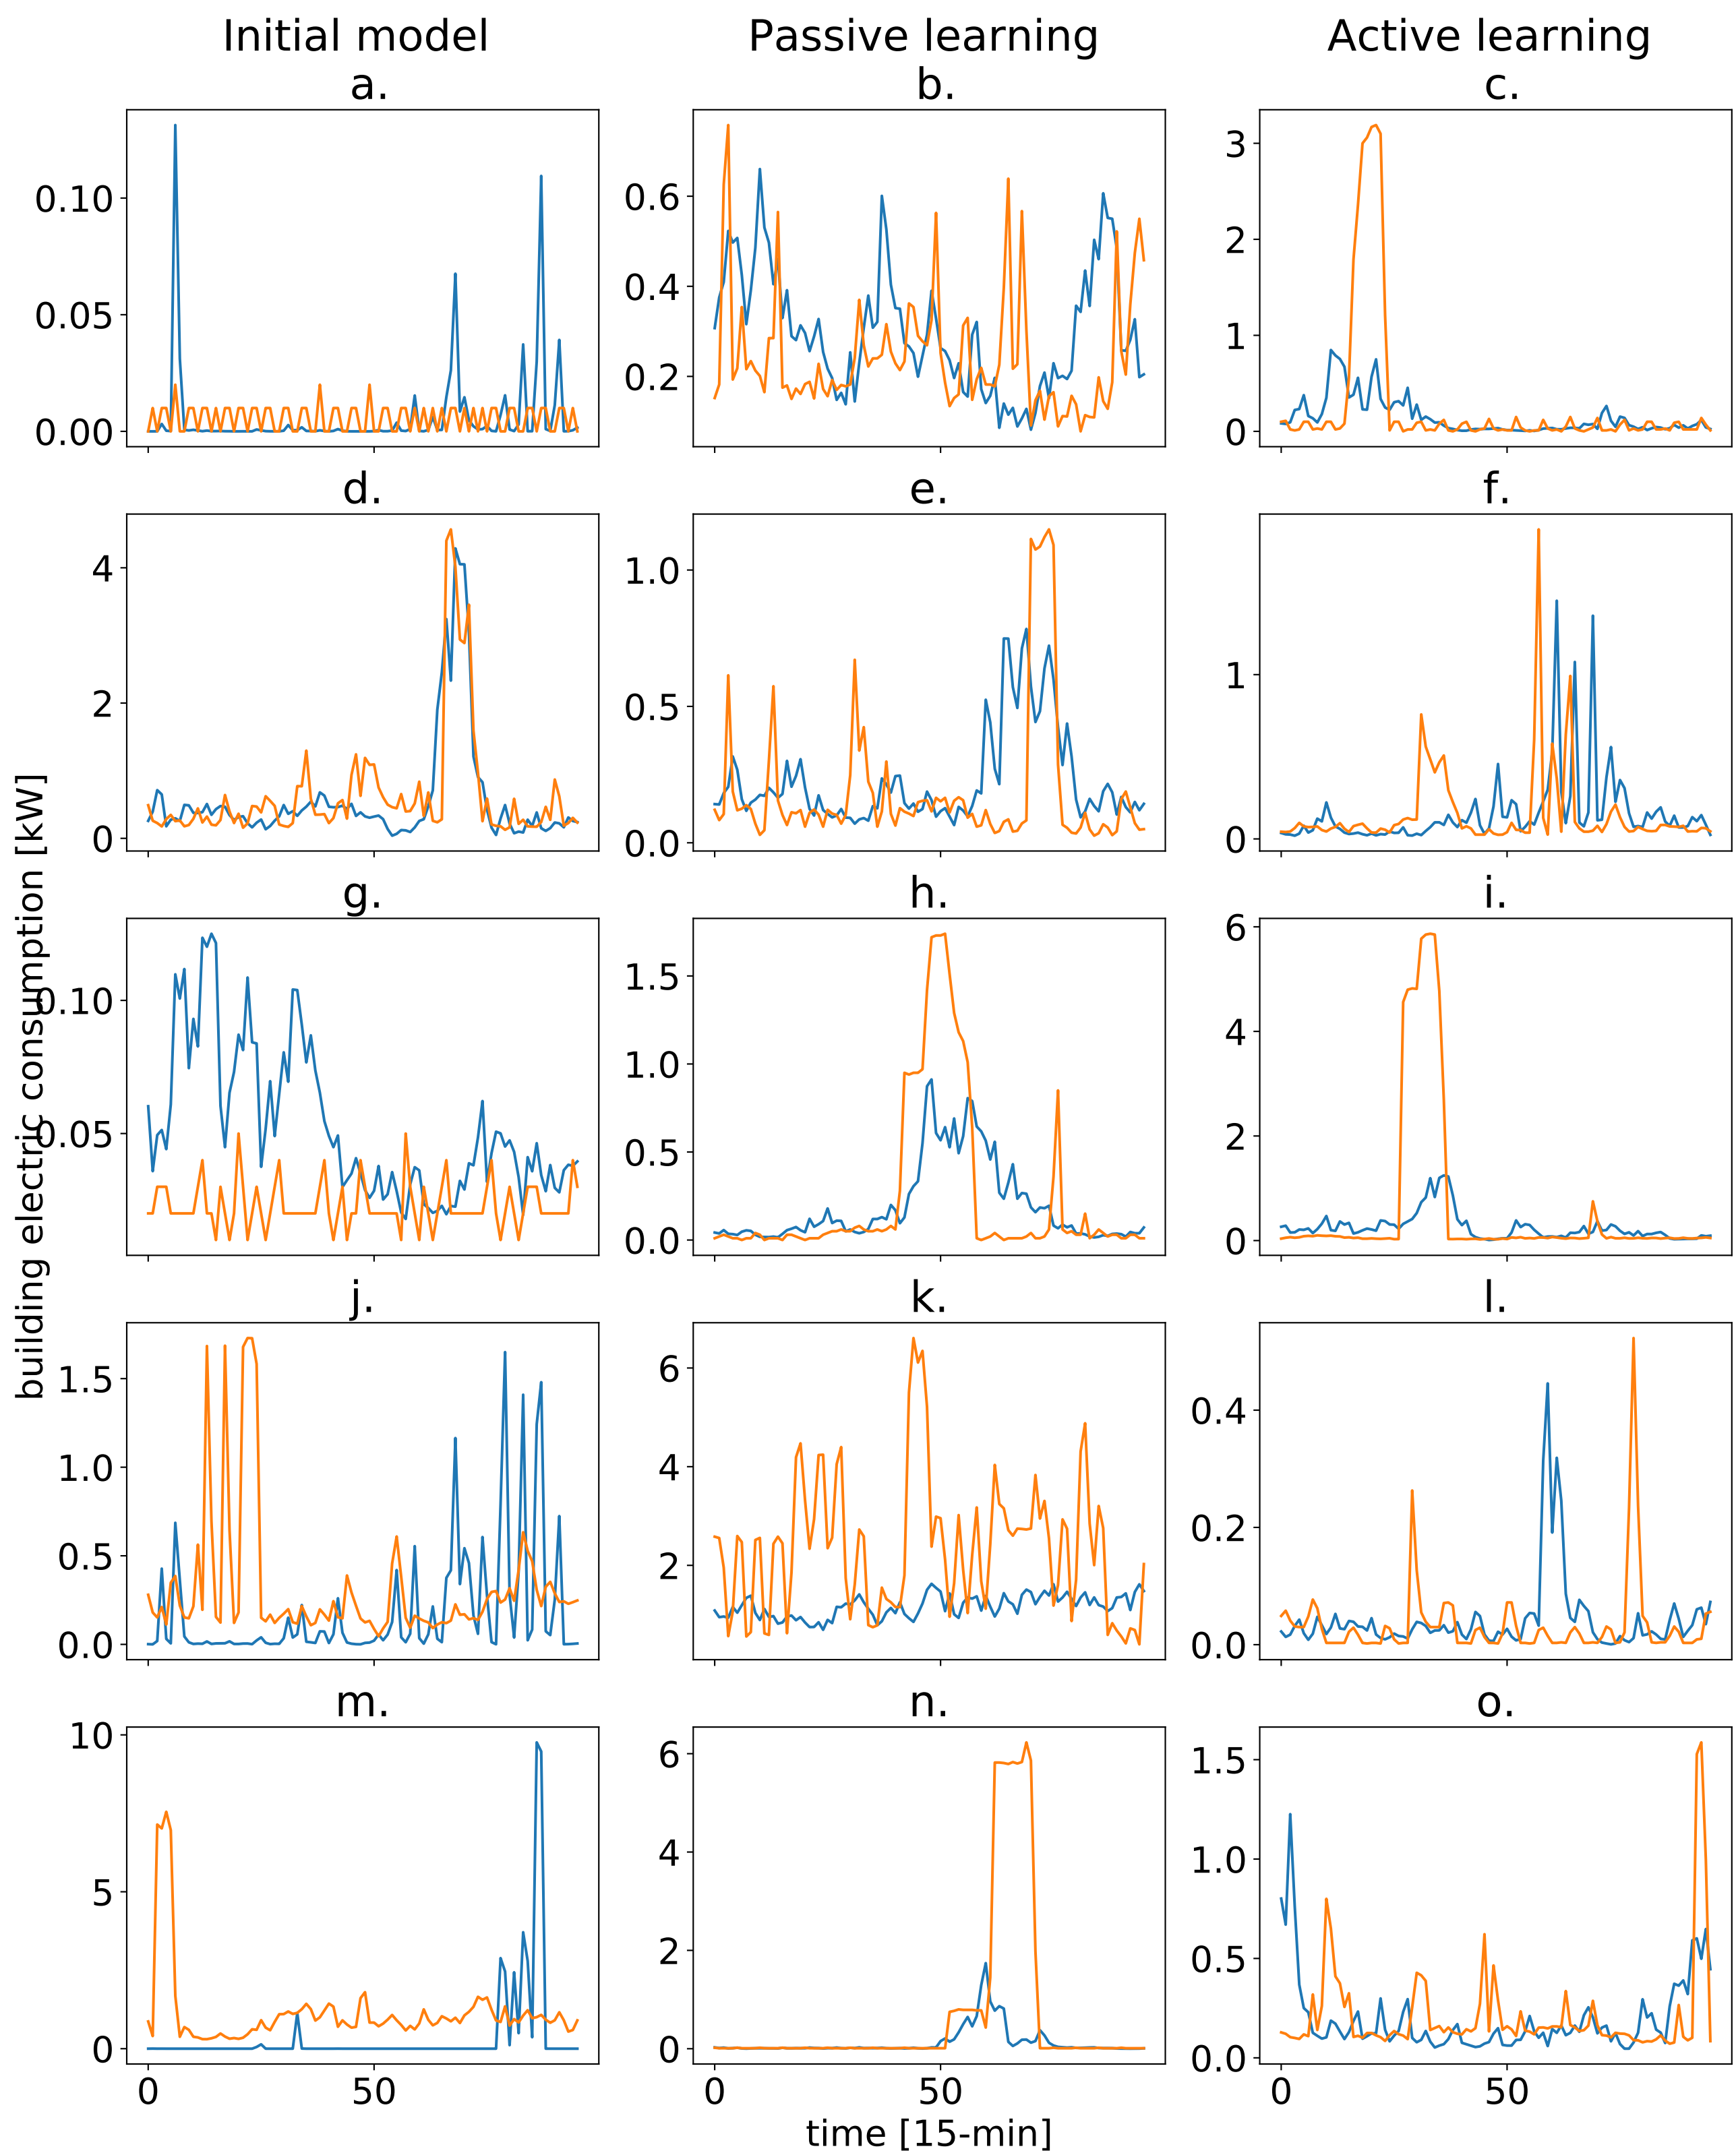 Initial model
Passive learning
Active learning
a.
b.
c.
0.10
0.05
0.00
0.6
0.4
0.2
3
2
1
0
d.
e.
f.
4
2
0
1.0
0.5
0.0
1
0
g.
h.
i.
0.10
0.05
1.5
1.0
0.5
0.0
6
4
2
0
j.
k.
l.
1.5
1.0
0.5
0.0
6
4
2
0.4
0.2
0.0
m.
n.
o.
10
5
0
6
4
2
0
1.5
1.0
0.5
0.0
0 50
0 50
0 50
building electric consumption [kW]
time [15-min]